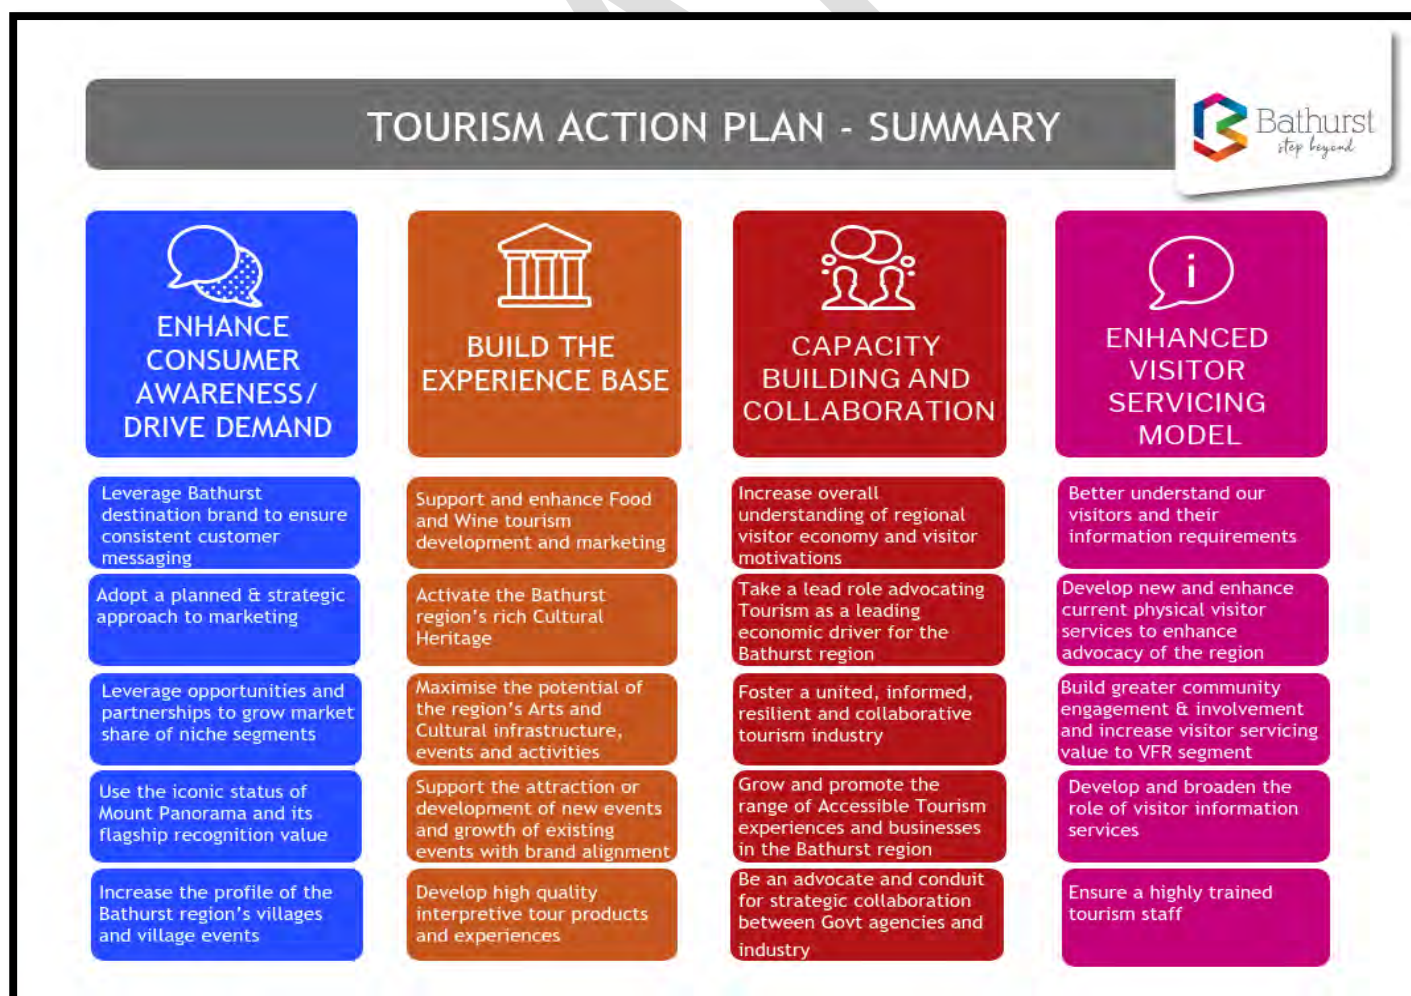 TOURISM ACTION PLAN - SUMMARY
Bathurst
step beyond
ENHANCE
CONSUMER
AWARENESS/
DRIVE DEMAND
Leverage Bathurst
destination brand to ensure
consistent customer
messaging
Adopt a planned & strategic
approach to marketing
Leverage opportunities and
partnerships to grow market
share of niche segments
Use the iconic status of
Mount Panorama and its
flagship recognition value
Increase the profile of the
Bathurst region's villages
and village events
BUILD THE
EXPERIENCE BASE
Support and enhance Food
and Wine tourism
development and marketing
Activate the Bathurst
region's rich Cultural
Heritage
Maximise the potential of
the region's Arts and
Cultural infrastructure,
events and activities
Support the attraction or
development of new events
and growth of existing
events with brand alignment
Develop high quality
interpretive tour products
and experiences
CAPACITY
BUILDING AND
COLLABORATION
Increase overall
understanding of regional
visitor economy and visitor
motivations
Take a lead role advocating
Tourism as a leading
economic driver for the
Bathurst region
Foster a united, informed,
resilient and collaborative
tourism industry
Grow and promote the
range of Accessible Tourism
experiences and businesses
in the Bathurst region
Be an advocate and conduit
for strategic collaboration
between Govt agencies and
industry
i
ENHANCED
VISITOR
SERVICING
MODEL
Better understand our
visitors and their
information requirements
Develop new and enhance
current physical visitor
services to enhance
advocacy of the region
Build greater community
engagement & involvement
and increase visitor servicing
value to VFR segment
Develop and broaden the
role of visitor information
services
Ensure a highly trained
tourism staff